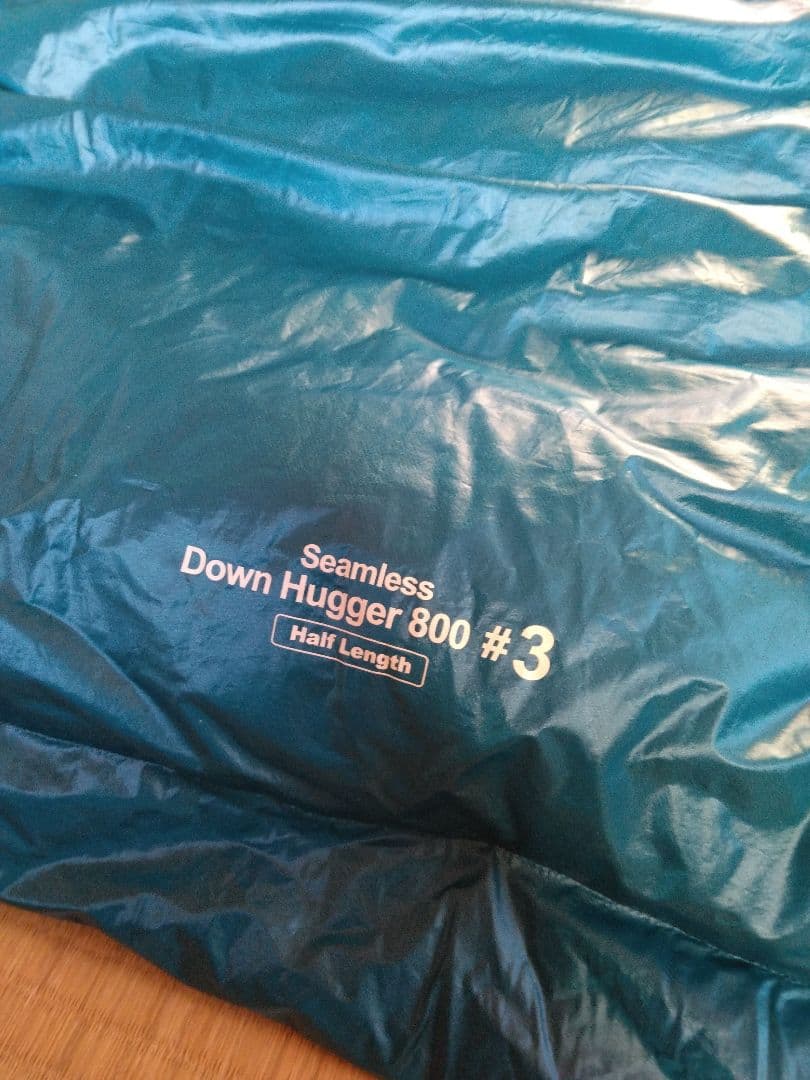 Seamless
Down Hugger 800 #3
Half Length